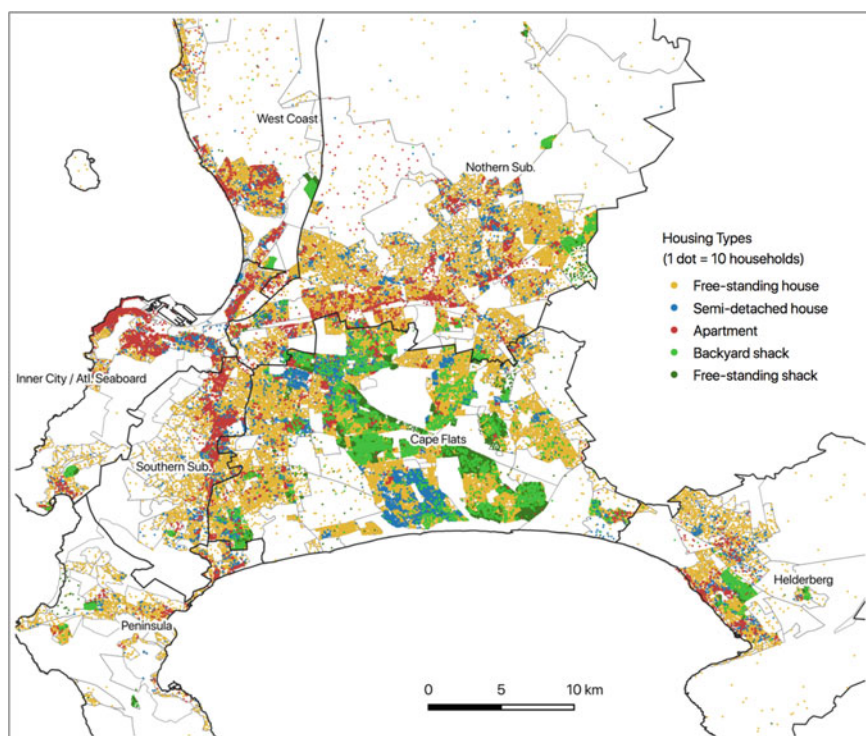 West Coast
Nothern Sub.
Housing Types
(1 dot = 10 households)
Free-standing house
Semi-detached house
Apartment
Backyard shack
Free-standing shack
Inner City / Atl. Seaboard
Cape Flats
Southern Sub.
Helderberg
Peninsula
0 5 10 km